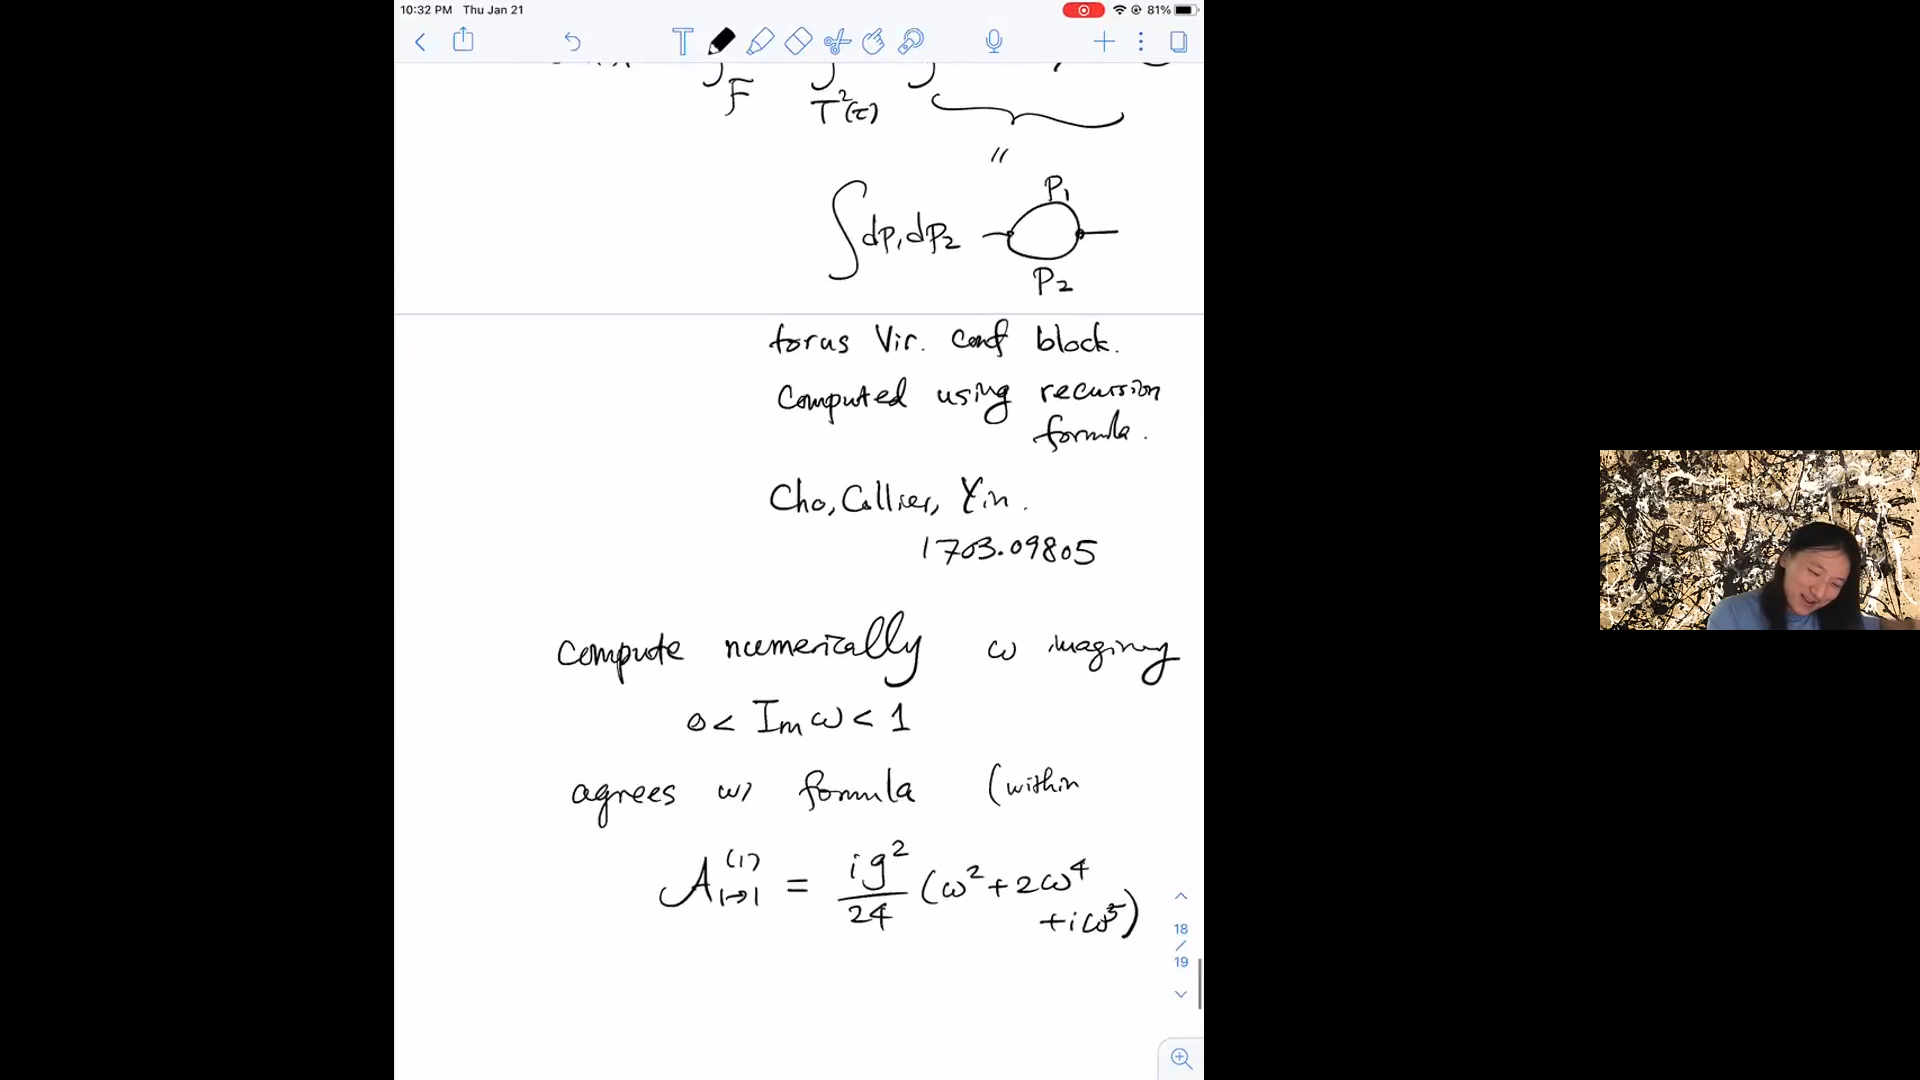 10:32 PM Thu Jan 21
81%
T
F
T²(τ)
"
P₁
∫dP₁dP₂
P₂
torus Vir. conf block.
Computed using recursion
formula.
Cho, Collier, Yin.
1703.09805
compute numerically ω imaginary
0 < Im ω < 1
agrees w/ formula (within
A⁽¹⁾₁→₁ = ig²/24 (ω² + 2ω⁴
+ iω⁵)
18
/
19